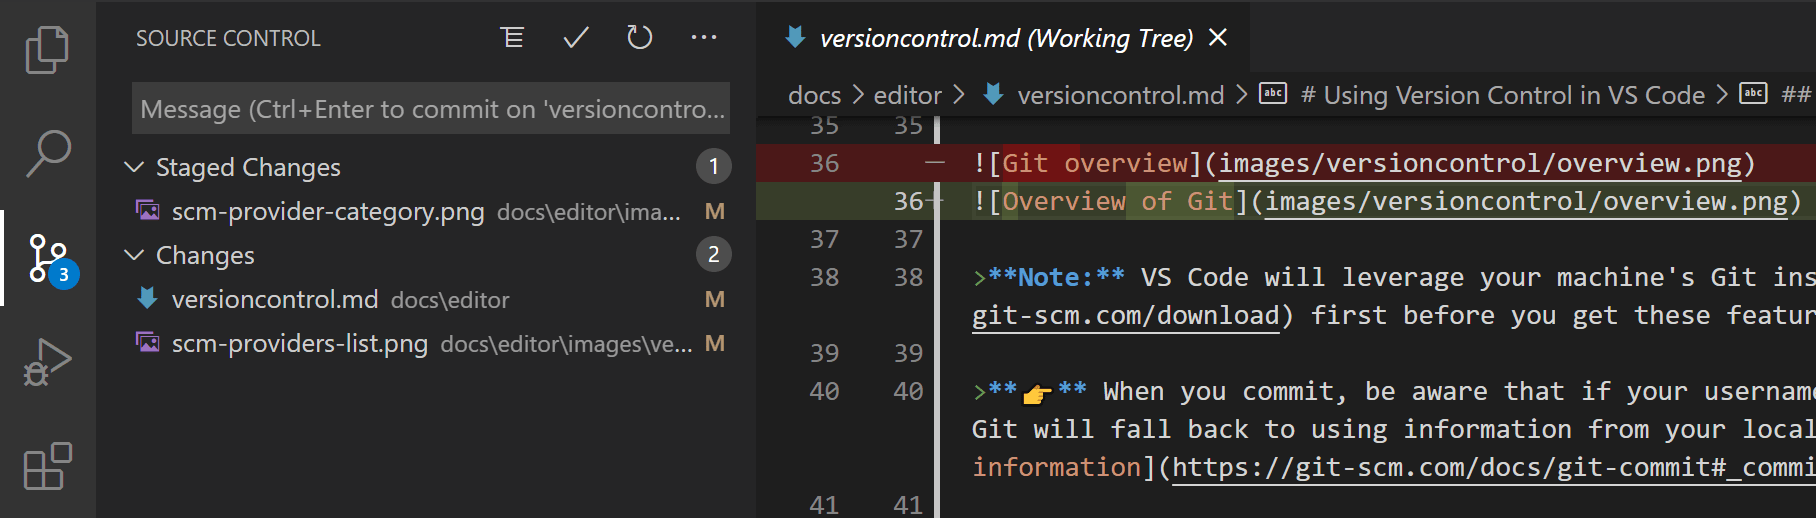 SOURCE CONTROL
Message (Ctrl+Enter to commit on 'versioncontro...
Staged Changes 1
scm-provider-category.png docs\editor\ima... M
Changes 2
versioncontrol.md docs\editor M
scm-providers-list.png docs\editor\images\ve... M
3
versioncontrol.md (Working Tree)
docs > editor > versioncontrol.md > abc # Using Version Control in VS Code > abc ##
35 35
36 — ![Git overview](images/versioncontrol/overview.png)
36+ ![Overview of Git](images/versioncontrol/overview.png)
37 37
38 38 >**Note:** VS Code will leverage your machine's Git ins
git-scm.com/download) first before you get these featur
39 39
40 40 >**👉** When you commit, be aware that if your username
Git will fall back to using information from your local
information](https://git-scm.com/docs/git-commit#_commi
41 41